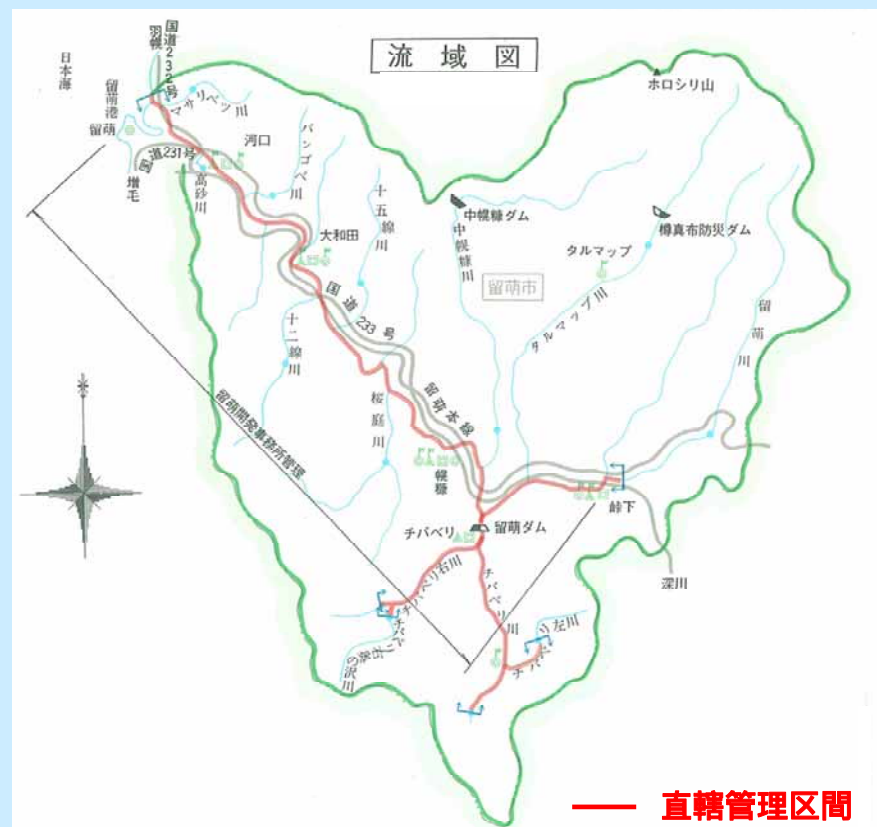 流域図
国道232号
羽幌
日本海
留萌港
留萌
マサリベツ川
国道231号
河口
増毛
高砂川
バンゴベ川
大和田
十五線川
ホロシリ山
中幌糠ダム
中幌糠川
樽真布防災ダム
タルマップ
タルマップ川
留萌市
留萌川
国道233号
十二線川
留萌本線
桜庭川
幌糠
留萌開発事務所管理
峠下
深川
チバベリ
留萌ダム
チバベリ右川
チバベリ川
チバベリ左川
の沢川
直轄管理区間